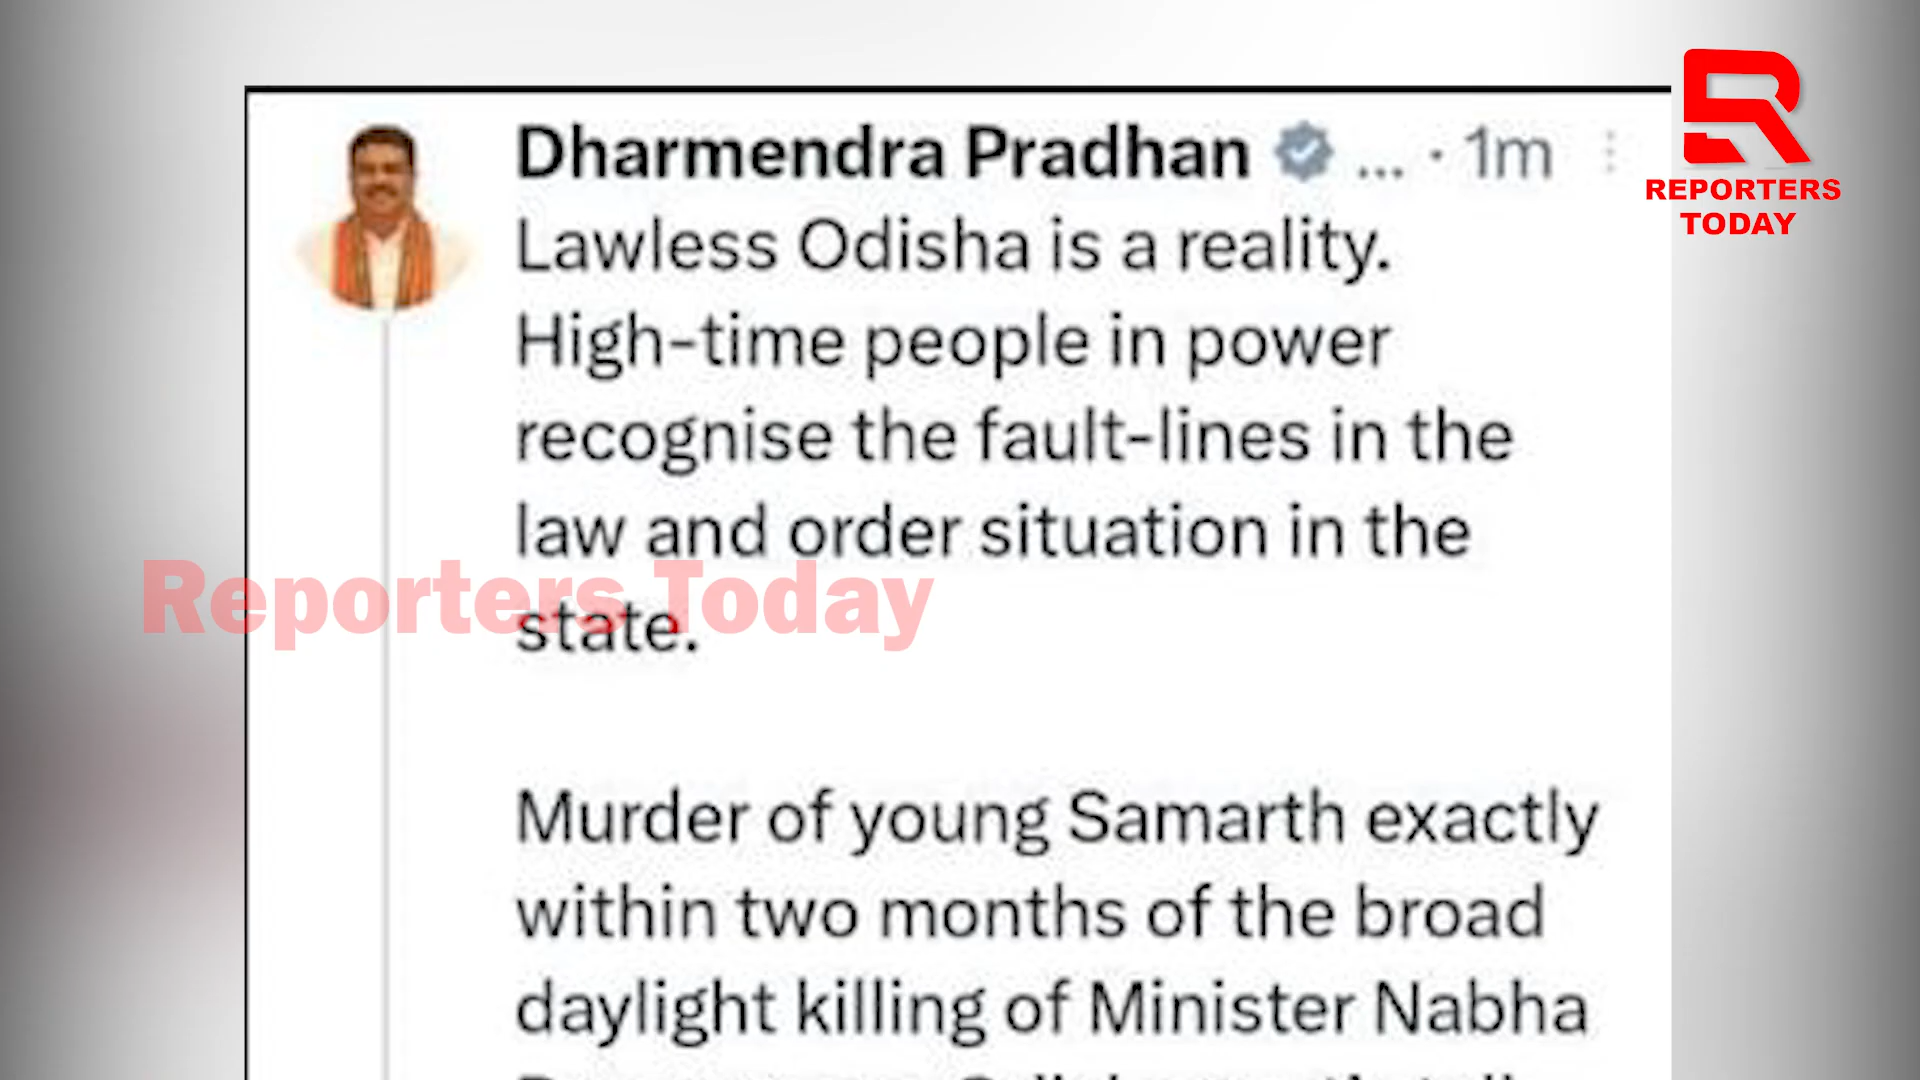 Dharmendra Pradhan ... · 1m
Lawless Odisha is a reality.
High-time people in power
recognise the fault-lines in the
law and order situation in the
state.
Murder of young Samarth exactly
within two months of the broad
daylight killing of Minister Nabha
REPORTERS
TODAY
Reporters Today